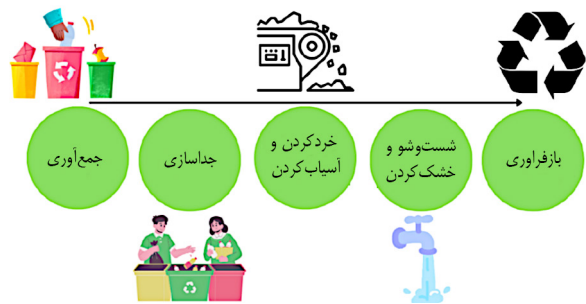 جمع‌آوری
جداسازی
خردکردن و
آسیاب‌کردن
شست‌وشو و
خشک‌کردن
بازفراوری